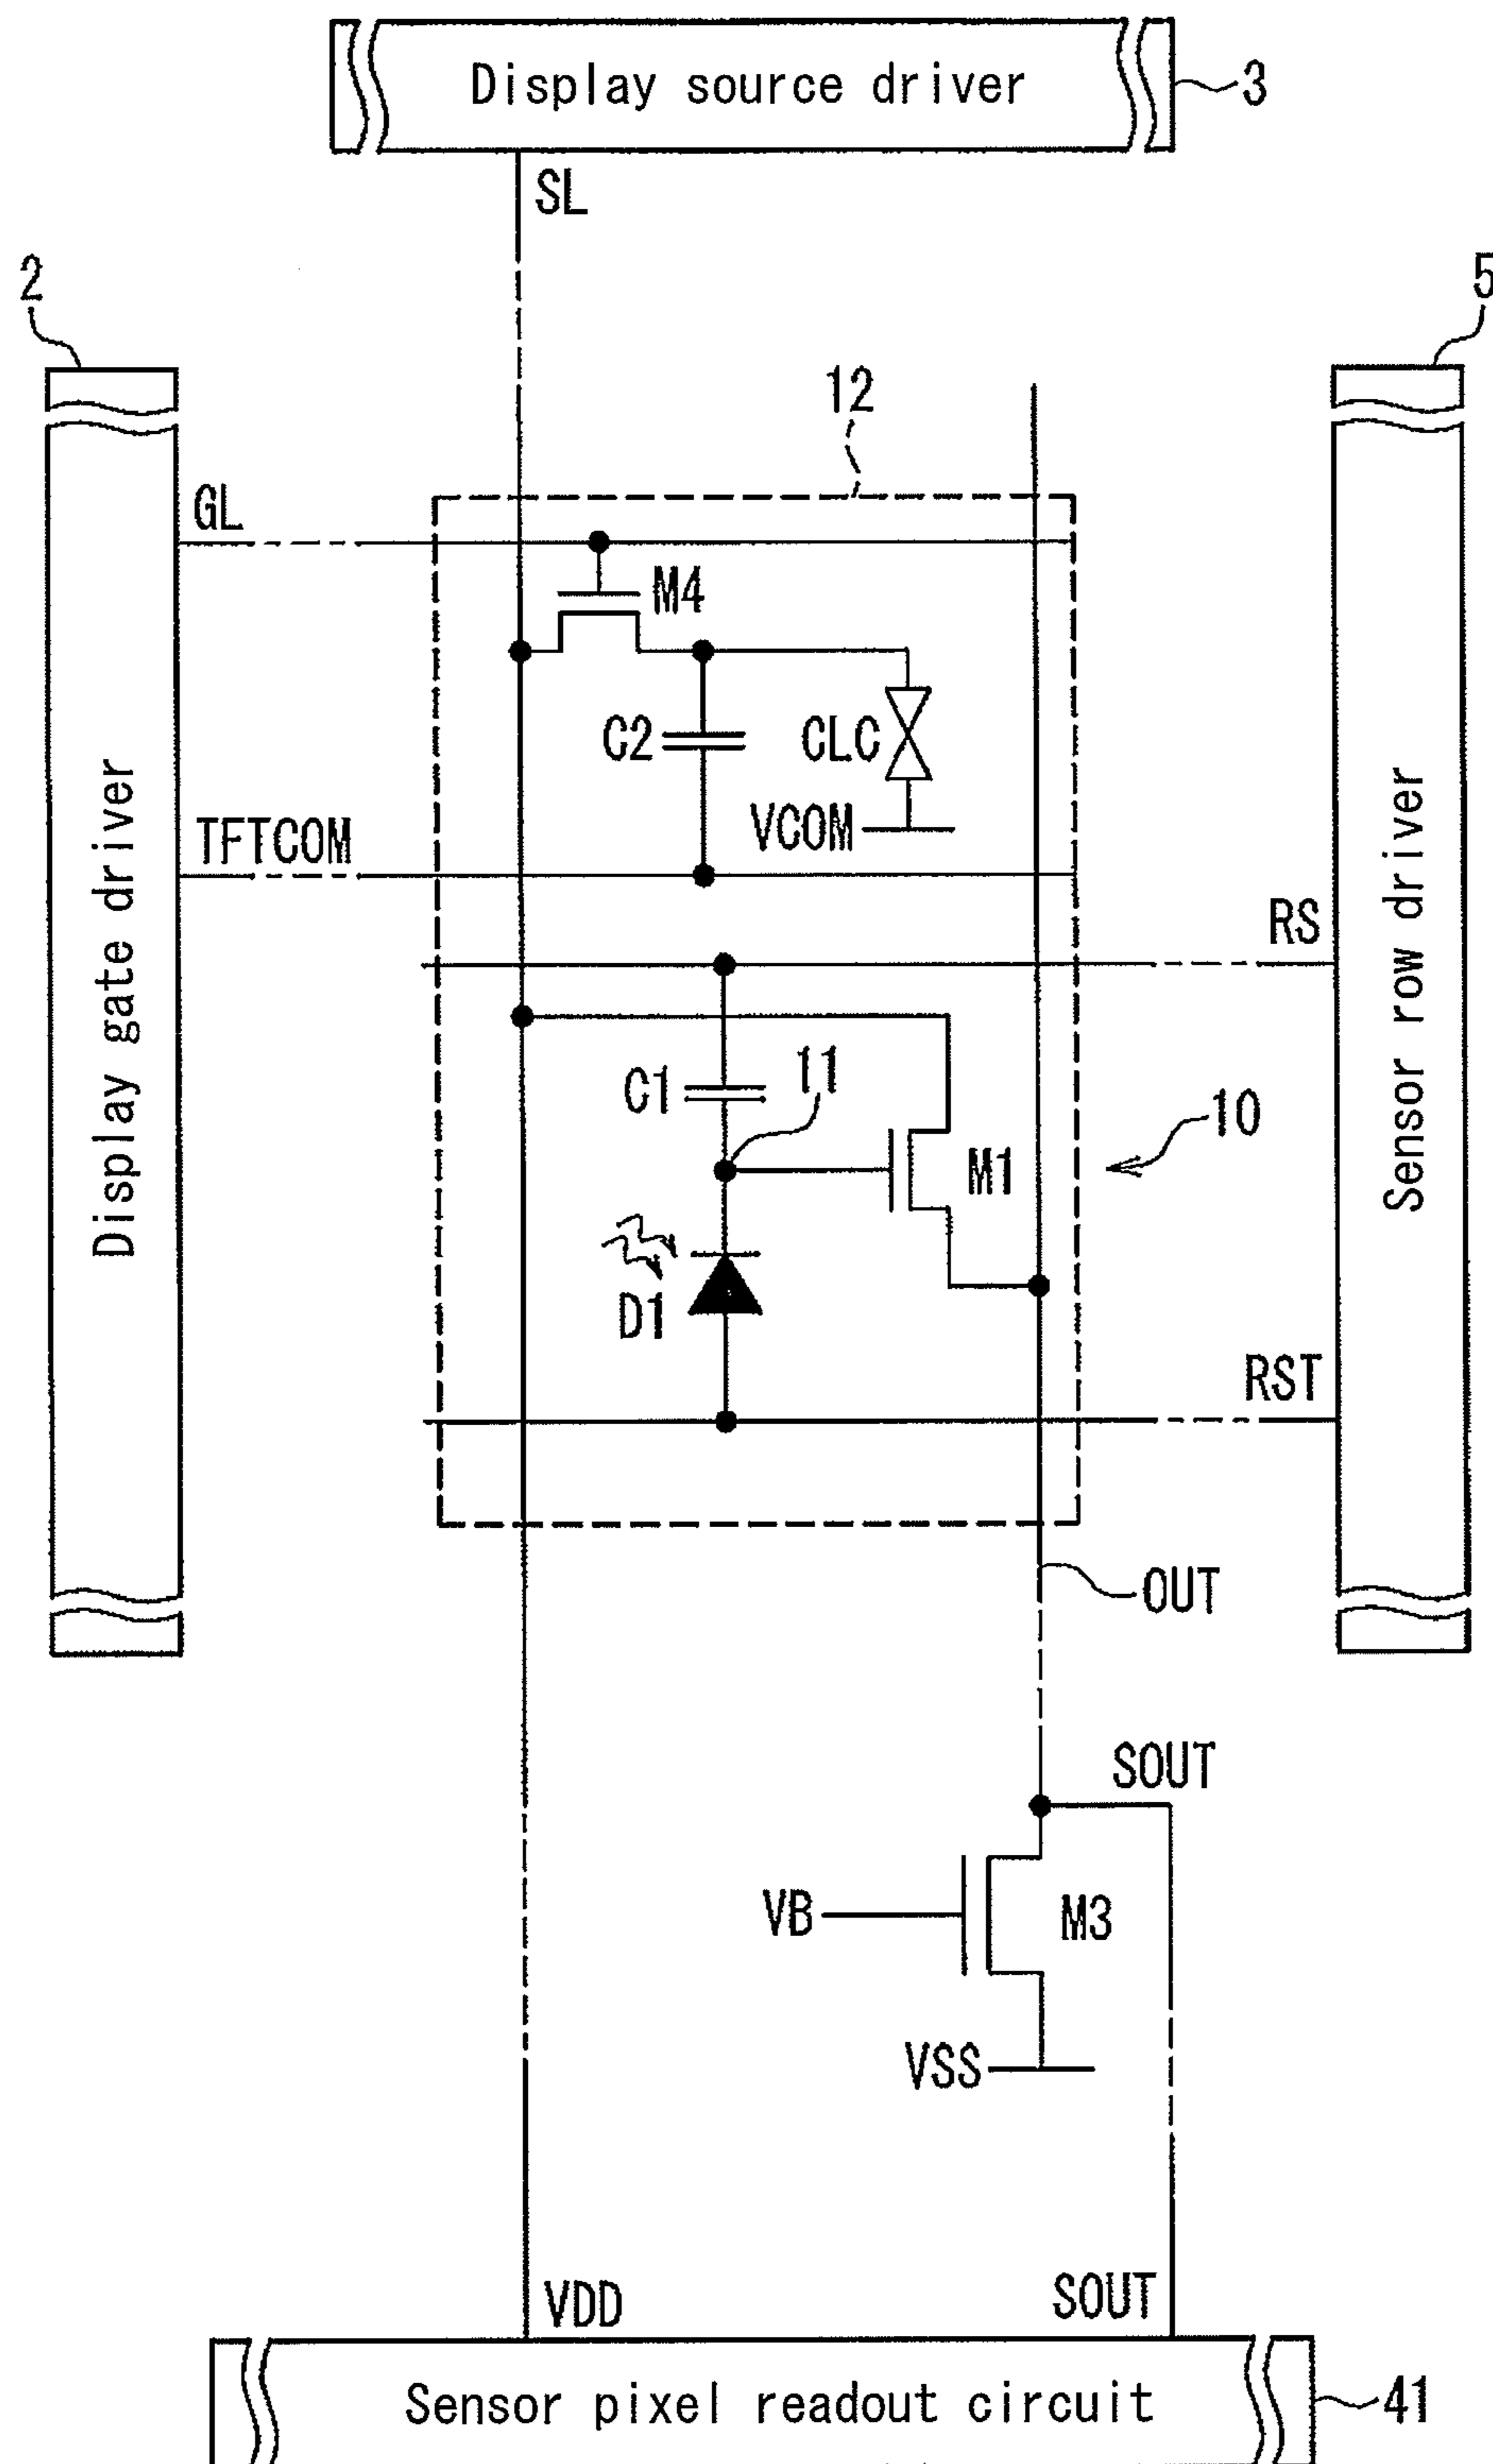 Display source driver
3
SL
2
5
12
GL
M4
C2
CLC
VCOM
TFTCOM
RS
Display gate driver
Sensor row driver
C1
11
10
M1
D1
RST
OUT
SOUT
VB
M3
VSS
VDD
SOUT
Sensor pixel readout circuit
41